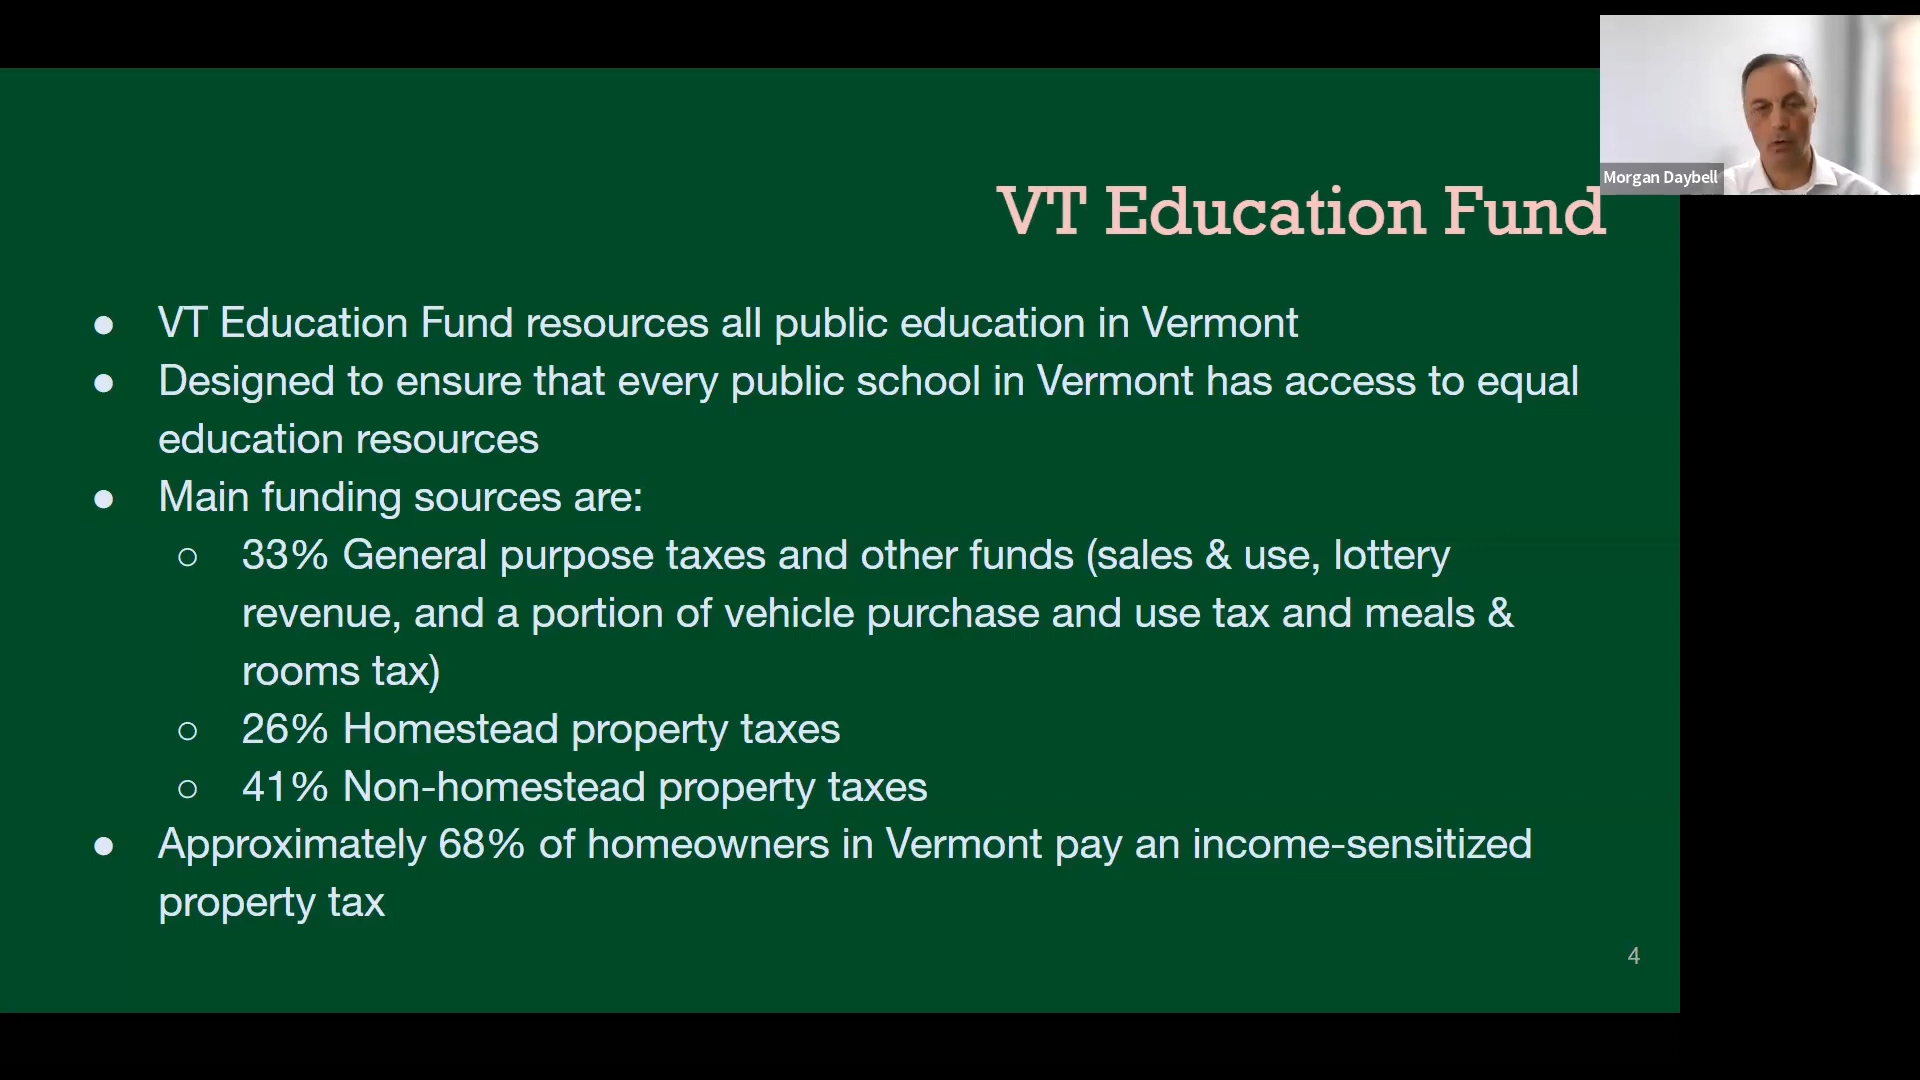 Morgan Daybell
VT Education Fund
● VT Education Fund resources all public education in Vermont
● Designed to ensure that every public school in Vermont has access to equal
education resources
● Main funding sources are:
○ 33% General purpose taxes and other funds (sales & use, lottery
revenue, and a portion of vehicle purchase and use tax and meals &
rooms tax)
○ 26% Homestead property taxes
○ 41% Non-homestead property taxes
● Approximately 68% of homeowners in Vermont pay an income-sensitized
property tax
4